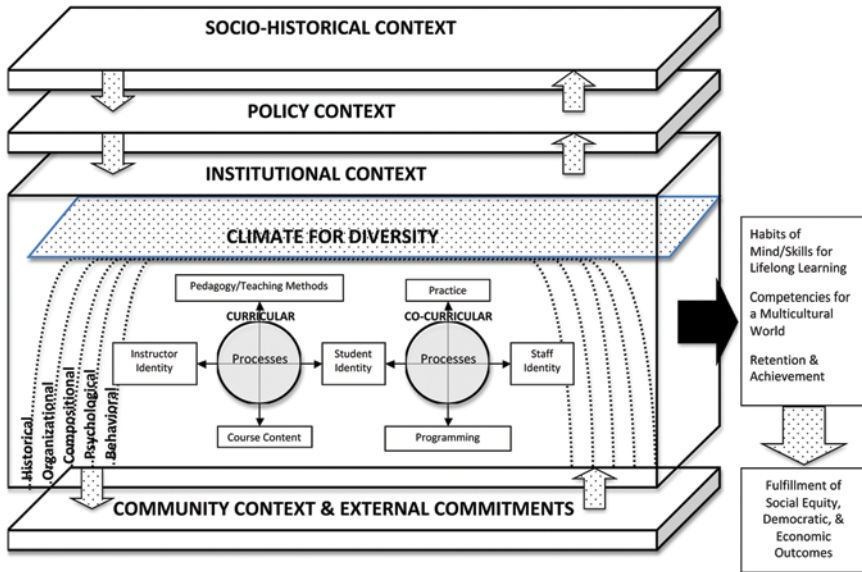 SOCIO-HISTORICAL CONTEXT
POLICY CONTEXT
INSTITUTIONAL CONTEXT
CLIMATE FOR DIVERSITY
Pedagogy/Teaching Methods
Practice
CURRICULAR
CO-CURRICULAR
Instructor
Identity
Processes
Student
Identity
Processes
Staff
Identity
Course Content
Programming
Historical
Organizational
Compositional
Psychological
Behavioral
COMMUNITY CONTEXT & EXTERNAL COMMITMENTS
Habits of
Mind/Skills for
Lifelong Learning
Competencies for
a Multicultural
World
Retention &
Achievement
Fulfillment of
Social Equity,
Democratic, &
Economic
Outcomes